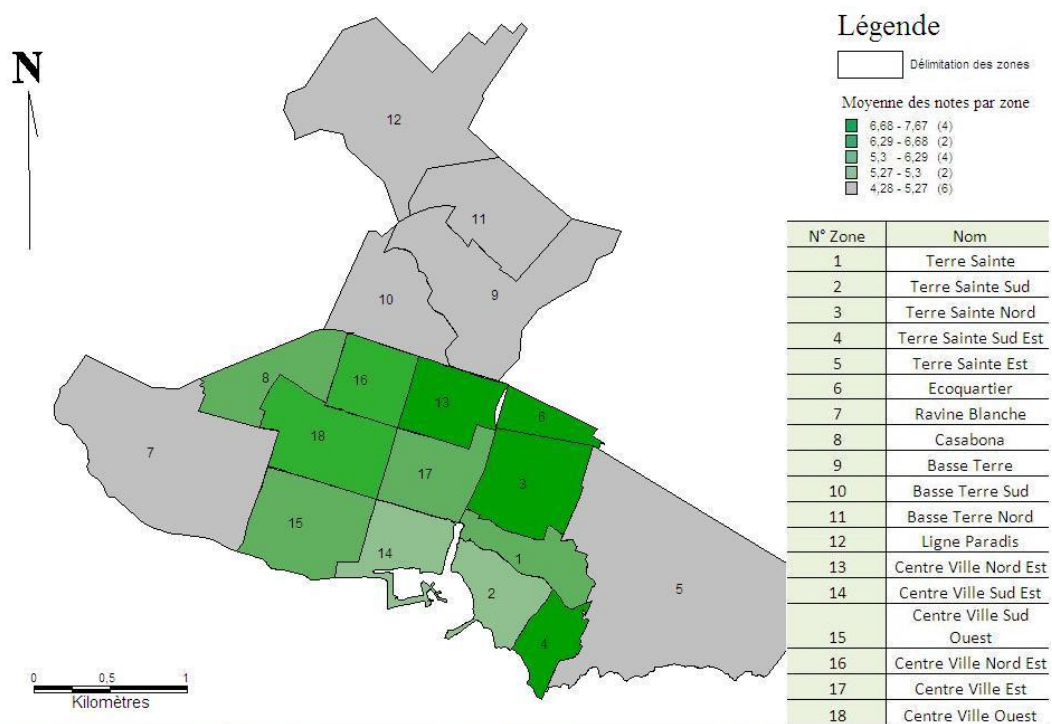 N
12
11
9
10
8
16
13
6
7
18
17
3
15
14
1
2
4
5
0 0,5 1
Kilomètres
Légende
Délimitation des zones
Moyenne des notes par zone
6,68 - 7,67 (4)
6,29 - 6,68 (2)
5,3 - 6,29 (4)
5,27 - 5,3 (2)
4,28 - 5,27 (6)
N° Zone Nom
1 Terre Sainte
2 Terre Sainte Sud
3 Terre Sainte Nord
4 Terre Sainte Sud Est
5 Terre Sainte Est
6 Ecoquartier
7 Ravine Blanche
8 Casabona
9 Basse Terre
10 Basse Terre Sud
11 Basse Terre Nord
12 Ligne Paradis
13 Centre Ville Nord Est
14 Centre Ville Sud Est
Centre Ville Sud
15 Ouest
16 Centre Ville Nord Est
17 Centre Ville Est
18 Centre Ville Ouest